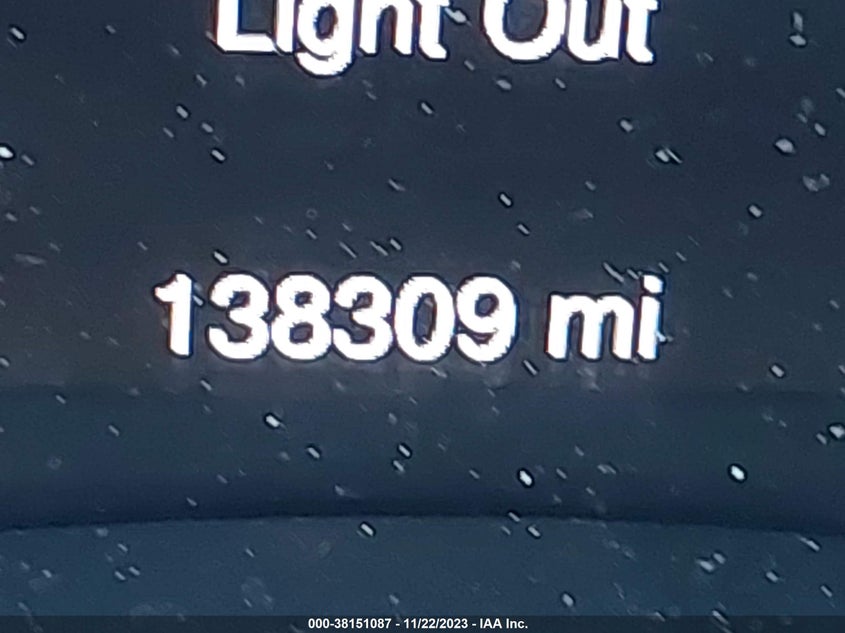 Light Out
138309 mi
000-38151087 - 11/22/2023 - IAA Inc.